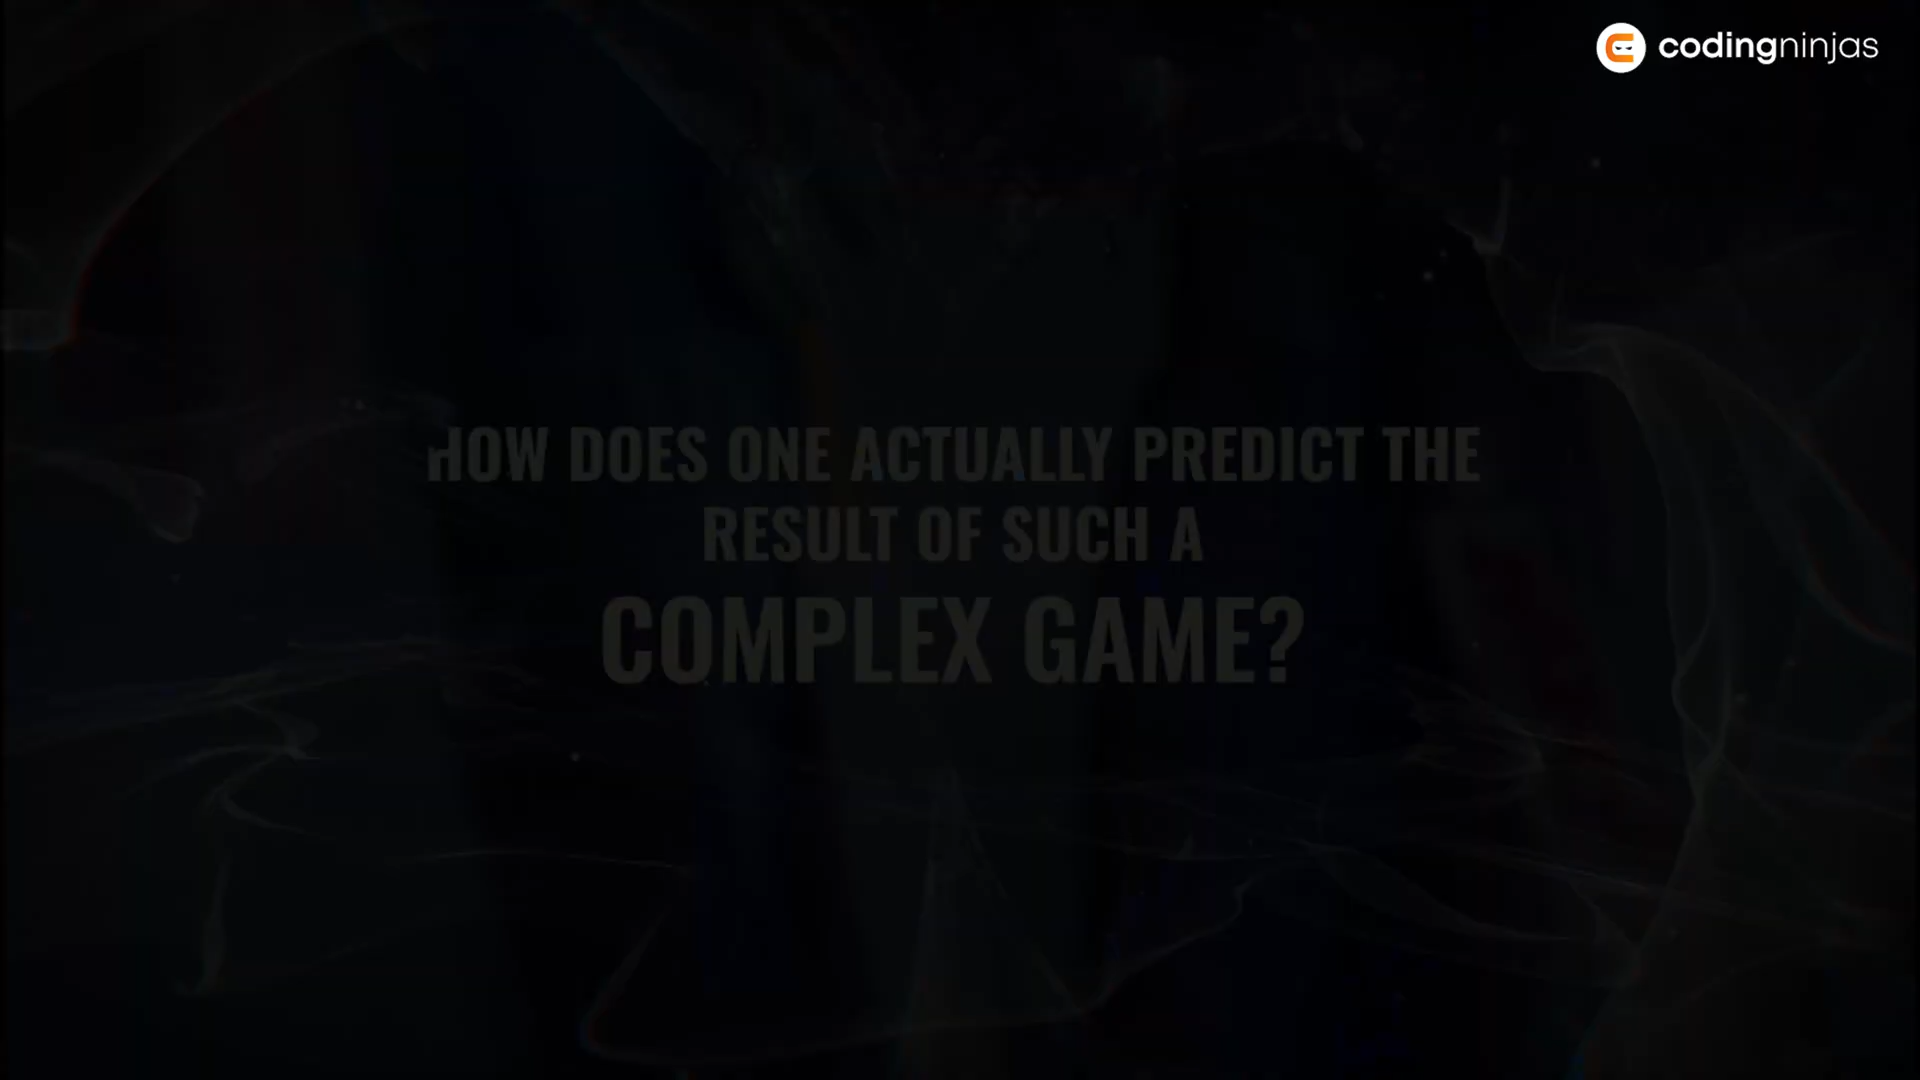 codingninjas
HOW DOES ONE ACTUALLY PREDICT THE
RESULT OF SUCH A
COMPLEX GAME?